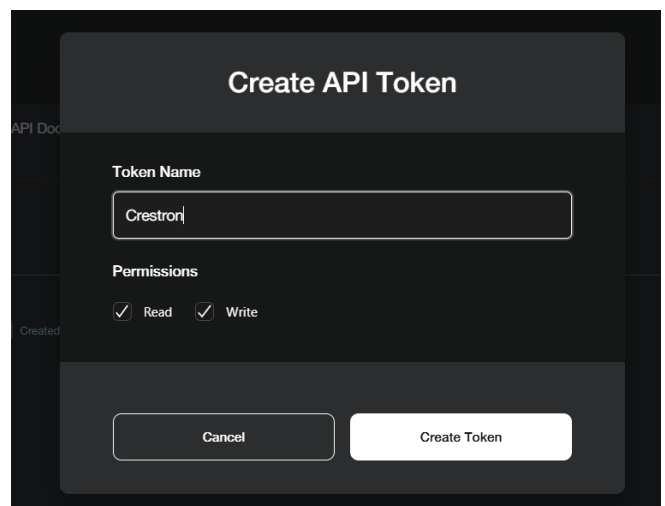 Create API Token
API Doc
Token Name
Crestron
Permissions
Read Write
Created
Cancel Create Token